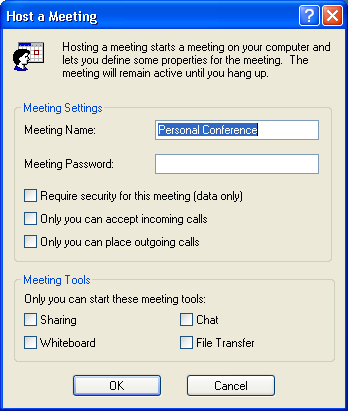 Host a Meeting
Hosting a meeting starts a meeting on your computer and
lets you define some properties for the meeting.  The
meeting will remain active until you hang up.
Meeting Settings
Meeting Name:
Personal Conference
Meeting Password:
Require security for this meeting (data only)
Only you can accept incoming calls
Only you can place outgoing calls
Meeting Tools
Only you can start these meeting tools:
Sharing
Chat
Whiteboard
File Transfer
OK
Cancel